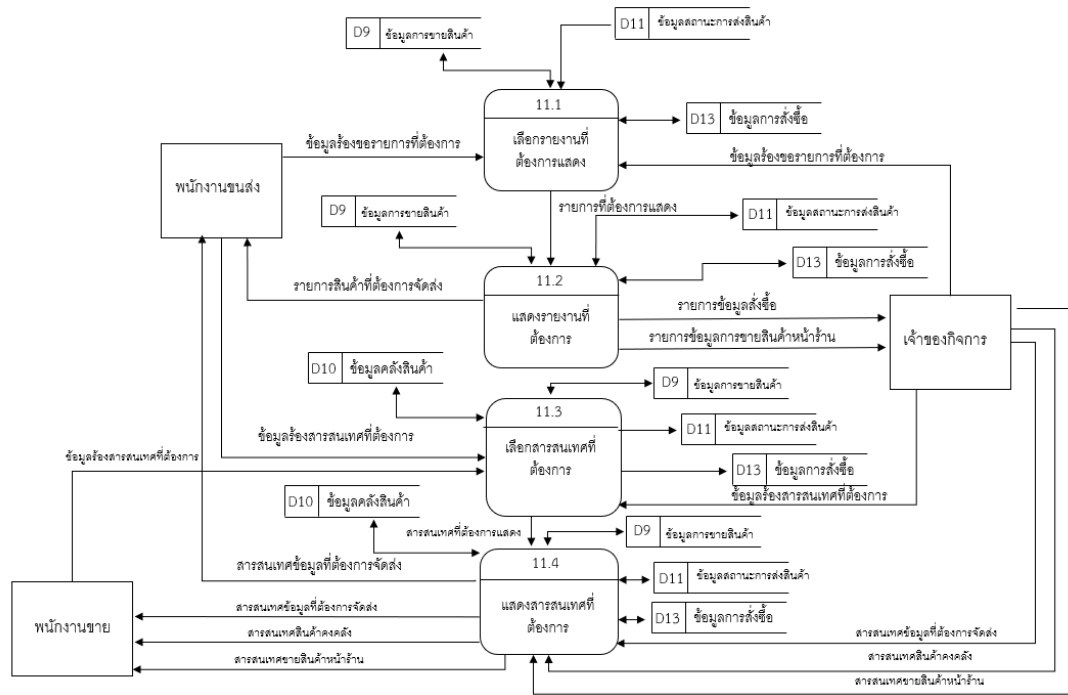 D9 ข้อมูลการขายสินค้า
D11 ข้อมูลสถานะการส่งสินค้า
11.1
เลือกรายงานที่
ต้องการแสดง
D13 ข้อมูลการสั่งซื้อ
ข้อมูลร้องขอรายการที่ต้องการ
ข้อมูลร้องขอรายการที่ต้องการ
พนักงานขนส่ง
D9 ข้อมูลการขายสินค้า
รายการที่ต้องการแสดง
D11 ข้อมูลสถานะการส่งสินค้า
11.2
แสดงรายงานที่
ต้องการ
D13 ข้อมูลการสั่งซื้อ
รายการสินค้าที่ต้องการจัดส่ง
รายการข้อมูลสั่งซื้อ
รายการข้อมูลการขายสินค้าหน้าร้าน
เจ้าของกิจการ
D10 ข้อมูลคลังสินค้า
D9 ข้อมูลการขายสินค้า
11.3
เลือกสารสนเทศที่
ต้องการ
D11 ข้อมูลสถานะการส่งสินค้า
ข้อมูลร้องสารสนเทศที่ต้องการ
ข้อมูลร้องสารสนเทศที่ต้องการ
D13 ข้อมูลการสั่งซื้อ
ข้อมูลร้องสารสนเทศที่ต้องการ
D10 ข้อมูลคลังสินค้า
สารสนเทศที่ต้องการแสดง
D9 ข้อมูลการขายสินค้า
11.4
แสดงสารสนเทศที่
ต้องการ
สารสนเทศข้อมูลที่ต้องการจัดส่ง
D11 ข้อมูลสถานะการส่งสินค้า
D13 ข้อมูลการสั่งซื้อ
พนักงานขาย
สารสนเทศข้อมูลที่ต้องการจัดส่ง
สารสนเทศสินค้าคงคลัง
สารสนเทศขายสินค้าหน้าร้าน
สารสนเทศข้อมูลที่ต้องการจัดส่ง
สารสนเทศสินค้าคงคลัง
สารสนเทศขายสินค้าหน้าร้าน